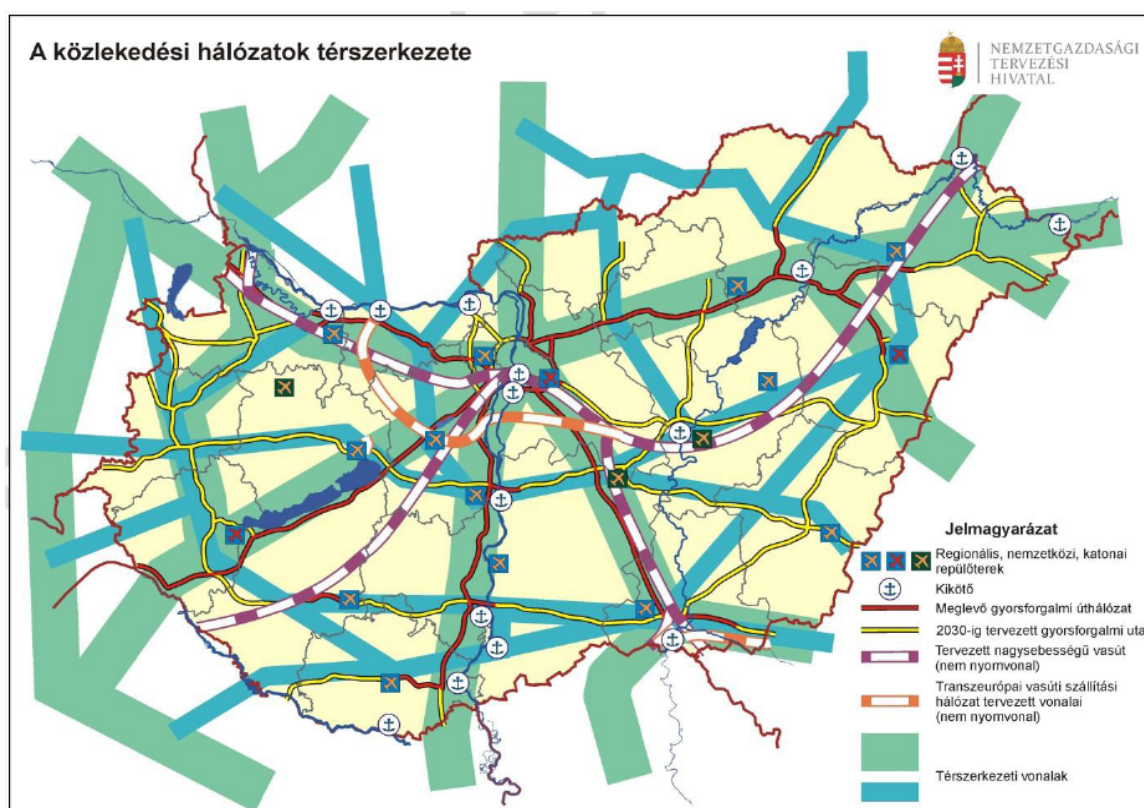 A közlekedési hálózatok térszerkezete
NEMZETGAZDASÁGI
TERVEZÉSI
HIVATAL
Jelmagyarázat
Regionális, nemzetközi, katonai
repülőterek
Kikötő
Meglevő gyorsforgalmi úthálózat
2030-ig tervezett gyorsforgalmi uta
Tervezett nagysebességű vasút
(nem nyomvonal)
Transzeurópai vasúti szállítási
hálózat tervezett vonalai
(nem nyomvonal)
Térszerkezeti vonalak